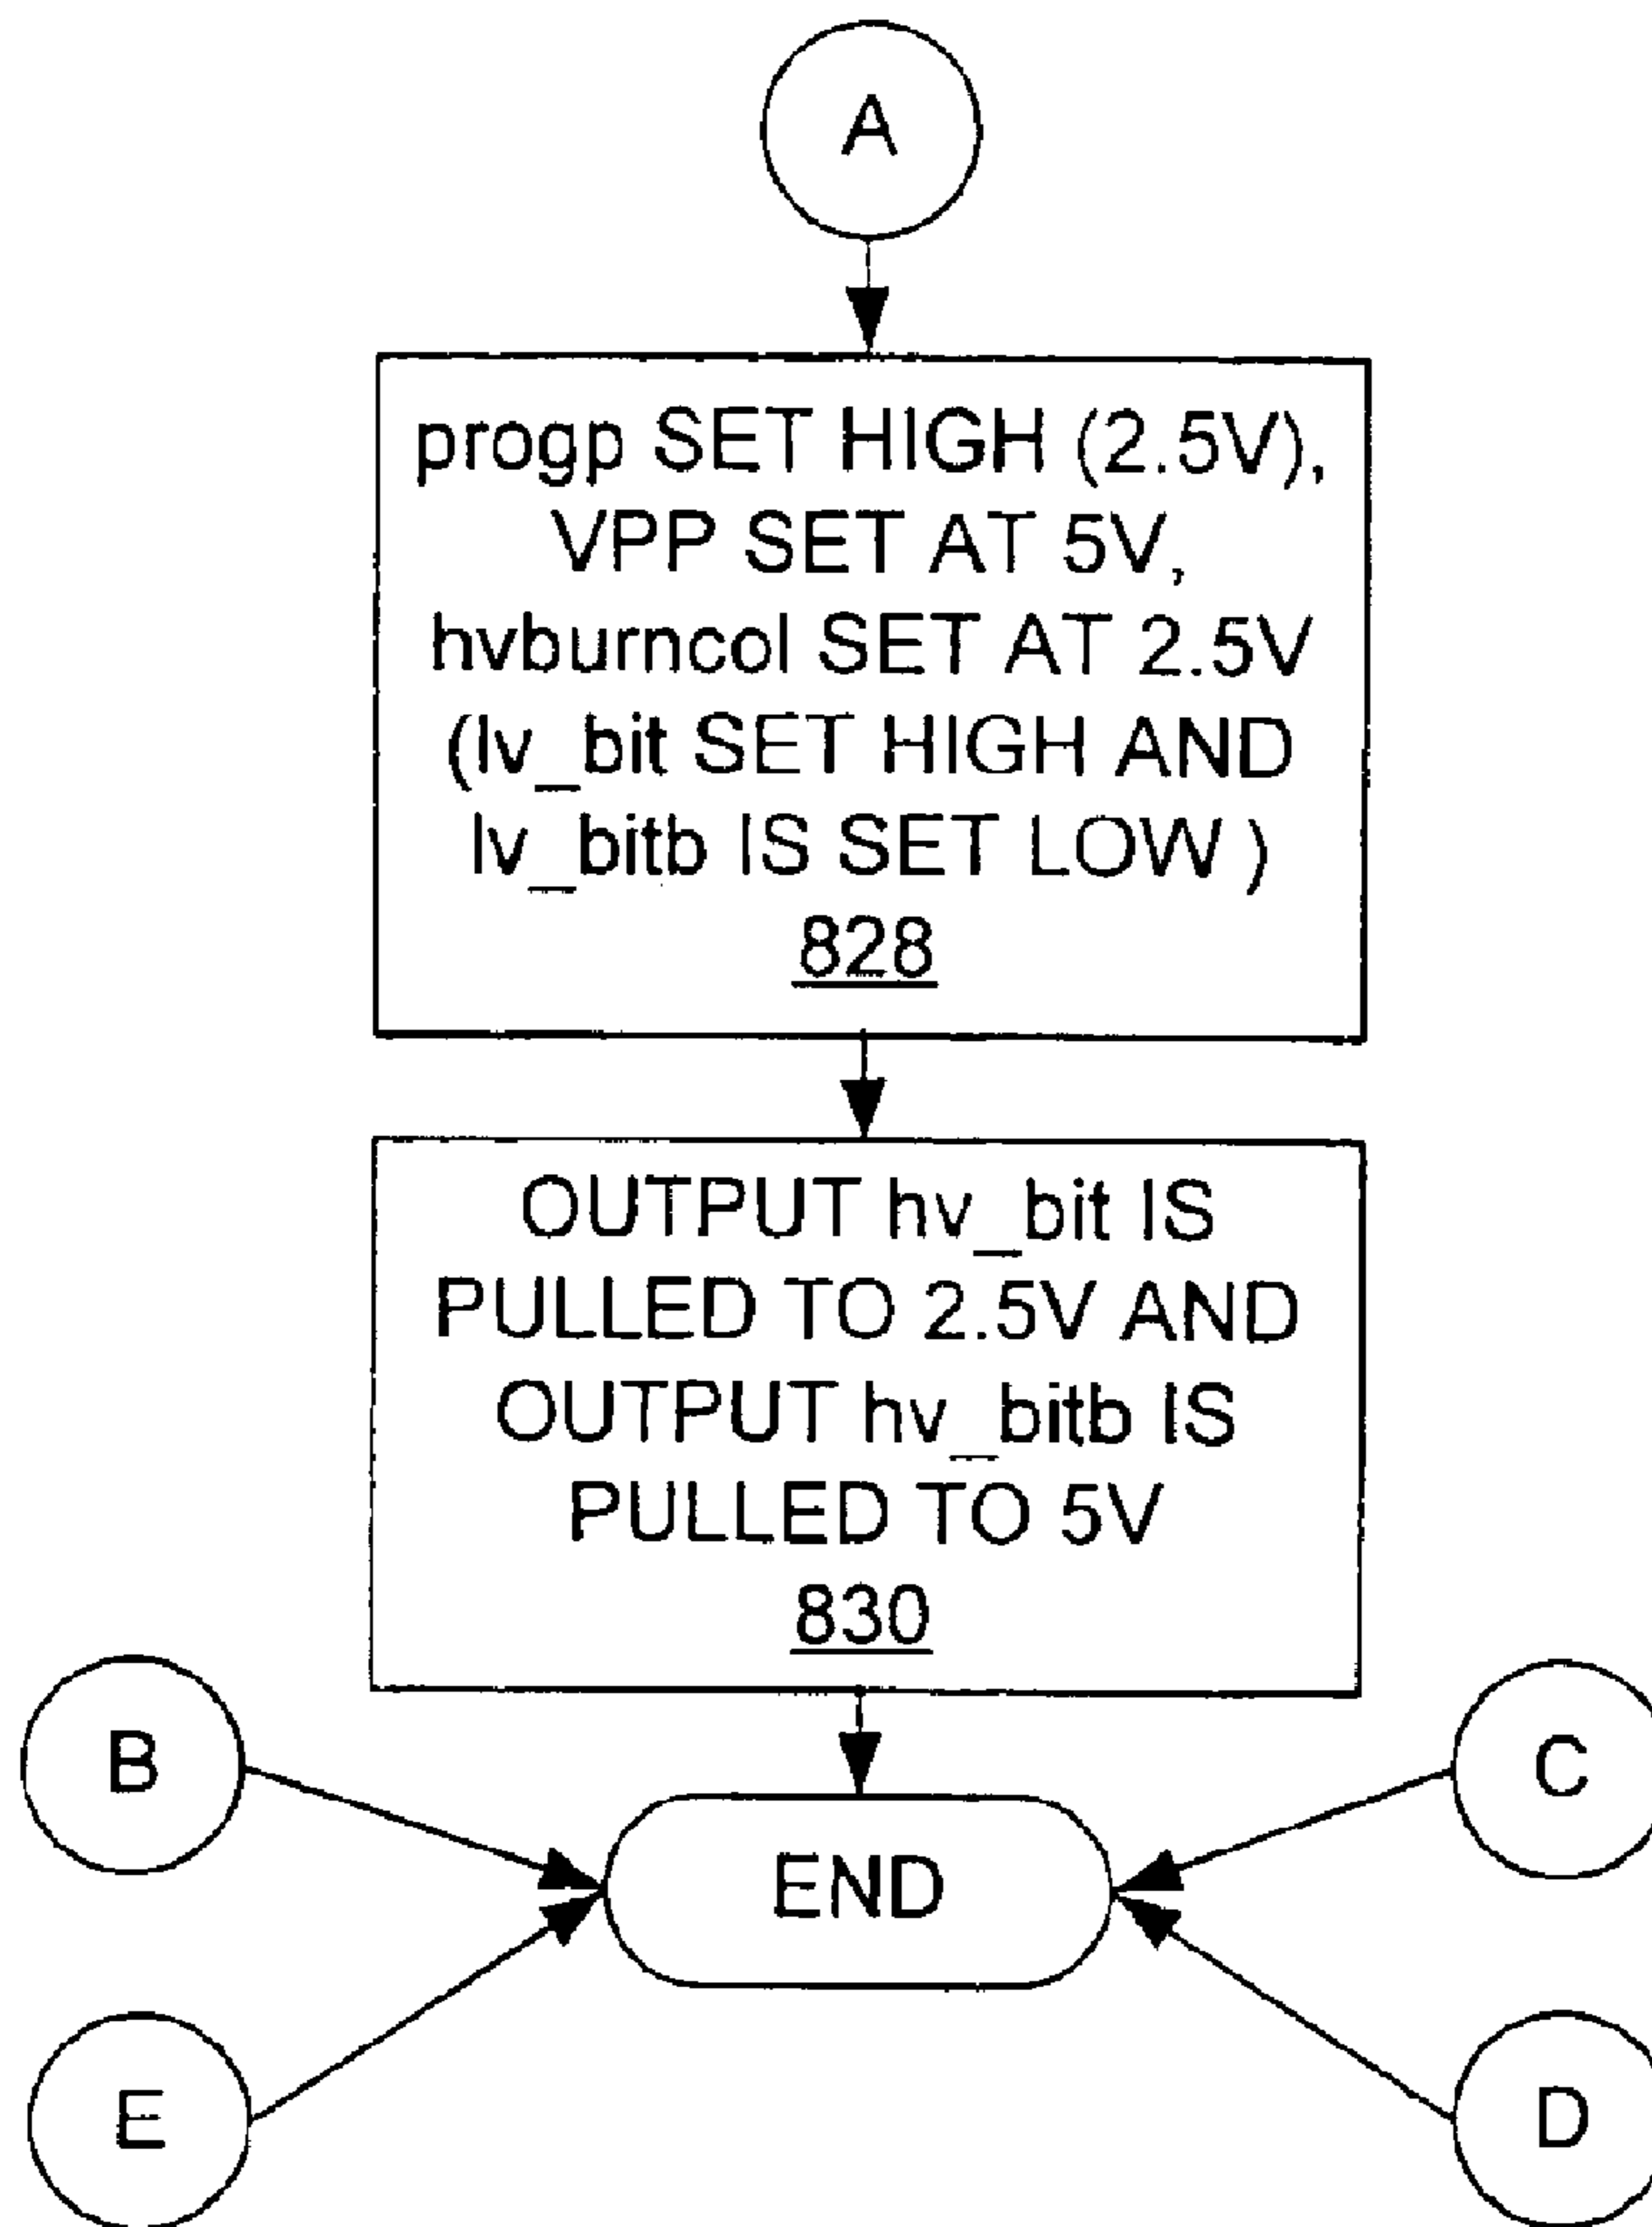 A
progp SET HIGH (2.5V),
VPP SET AT 5V,
hvburncol SET AT 2.5V
(lv_bit SET HIGH AND
lv_bitb IS SET LOW )
828
OUTPUT hv_bit IS
PULLED TO 2.5V AND
OUTPUT hv_bitb IS
PULLED TO 5V
830
B
C
END
E
D